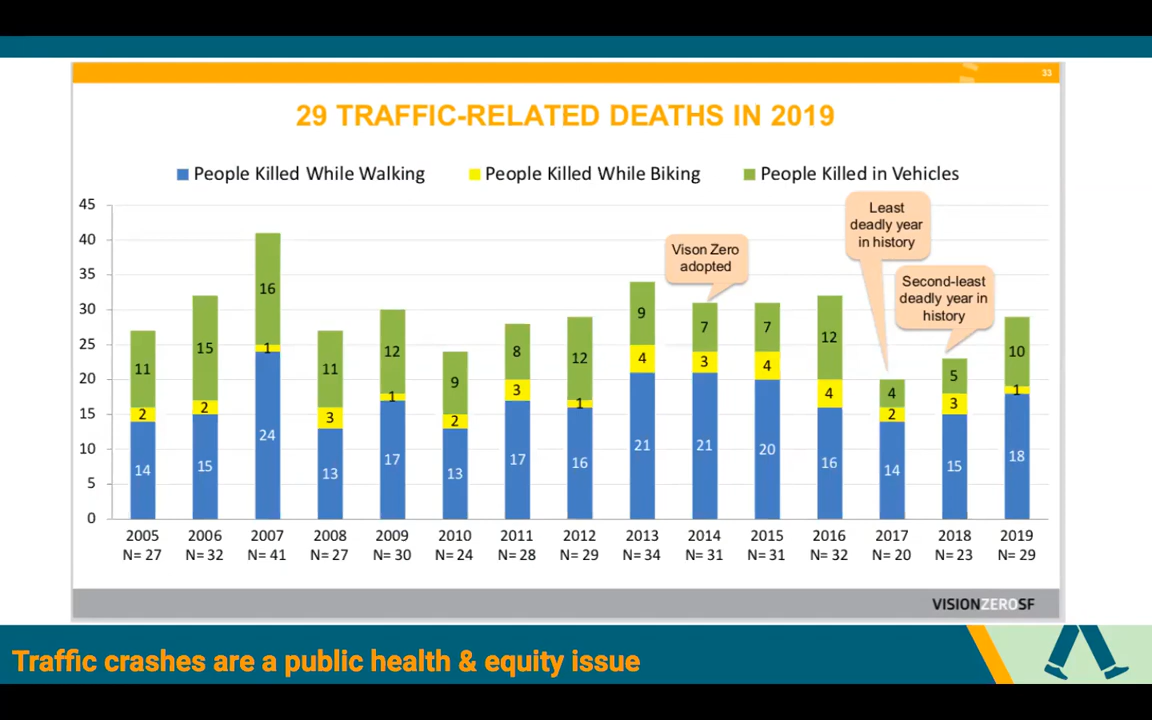 33
29 TRAFFIC-RELATED DEATHS IN 2019
People Killed While Walking People Killed While Biking People Killed in Vehicles
Least
deadly year
in history
Vison Zero
adopted
Second-least
deadly year in
history
45
40
35
30
25
20
15
10
5
0
11 15 16 11 12 9 8 12 9 7 7 12 4 5 10
2 2 1 3 1 2 3 1 4 3 4 4 2 3 1
14 15 24 13 17 13 17 16 21 21 20 16 14 15 18
2005 2006 2007 2008 2009 2010 2011 2012 2013 2014 2015 2016 2017 2018 2019
N= 27 N= 32 N= 41 N= 27 N= 30 N= 24 N= 28 N= 29 N= 34 N= 31 N= 31 N= 32 N= 20 N= 23 N= 29
VISIONZEROSF
Traffic crashes are a public health & equity issue